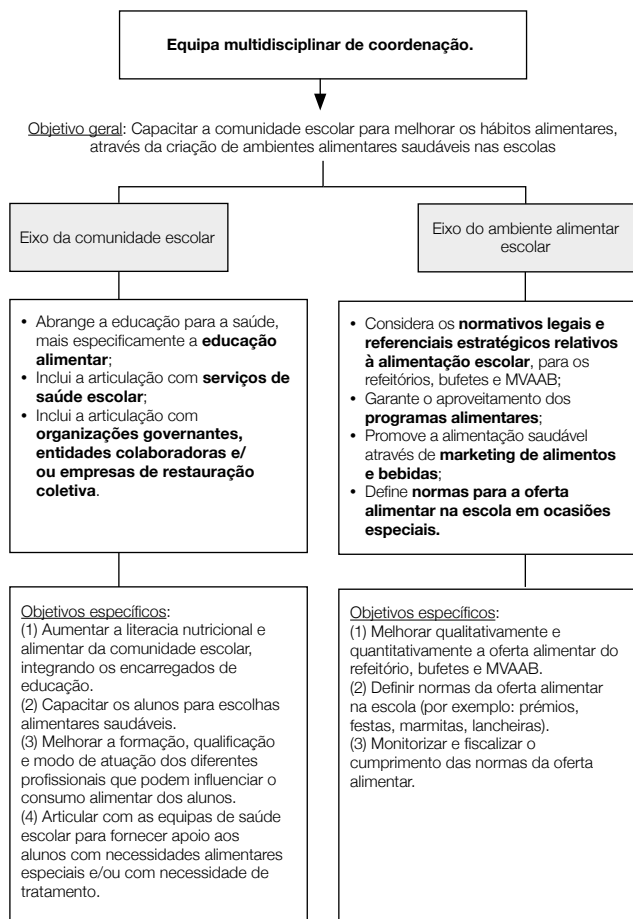 Equipa multidisciplinar de coordenação.
Objetivo geral: Capacitar a comunidade escolar para melhorar os hábitos alimentares,
através da criação de ambientes alimentares saudáveis nas escolas
Eixo da comunidade escolar
• Abrange a educação para a saúde,
mais especificamente a educação
alimentar;
• Inclui a articulação com serviços de
saúde escolar;
• Inclui a articulação com
organizações governantes,
entidades colaboradoras e/
ou empresas de restauração
coletiva.
Objetivos específicos:
(1) Aumentar a literacia nutricional e
alimentar da comunidade escolar,
integrando os encarregados de
educação.
(2) Capacitar os alunos para escolhas
alimentares saudáveis.
(3) Melhorar a formação, qualificação
e modo de atuação dos diferentes
profissionais que podem influenciar o
consumo alimentar dos alunos.
(4) Articular com as equipas de saúde
escolar para fornecer apoio aos
alunos com necessidades alimentares
especiais e/ou com necessidade de
tratamento.
Eixo do ambiente alimentar
escolar
• Considera os normativos legais e
referenciais estratégicos relativos
à alimentação escolar, para os
refeitórios, bufetes e MVAAB;
• Garante o aproveitamento dos
programas alimentares;
• Promove a alimentação saudável
através de marketing de alimentos
e bebidas;
• Define normas para a oferta
alimentar na escola em ocasiões
especiais.
Objetivos específicos:
(1) Melhorar qualitativamente e
quantitativamente a oferta alimentar do
refeitório, bufetes e MVAAB.
(2) Definir normas da oferta alimentar
na escola (por exemplo: prémios,
festas, marmitas, lancheiras).
(3) Monitorizar e fiscalizar o
cumprimento das normas da oferta
alimentar.